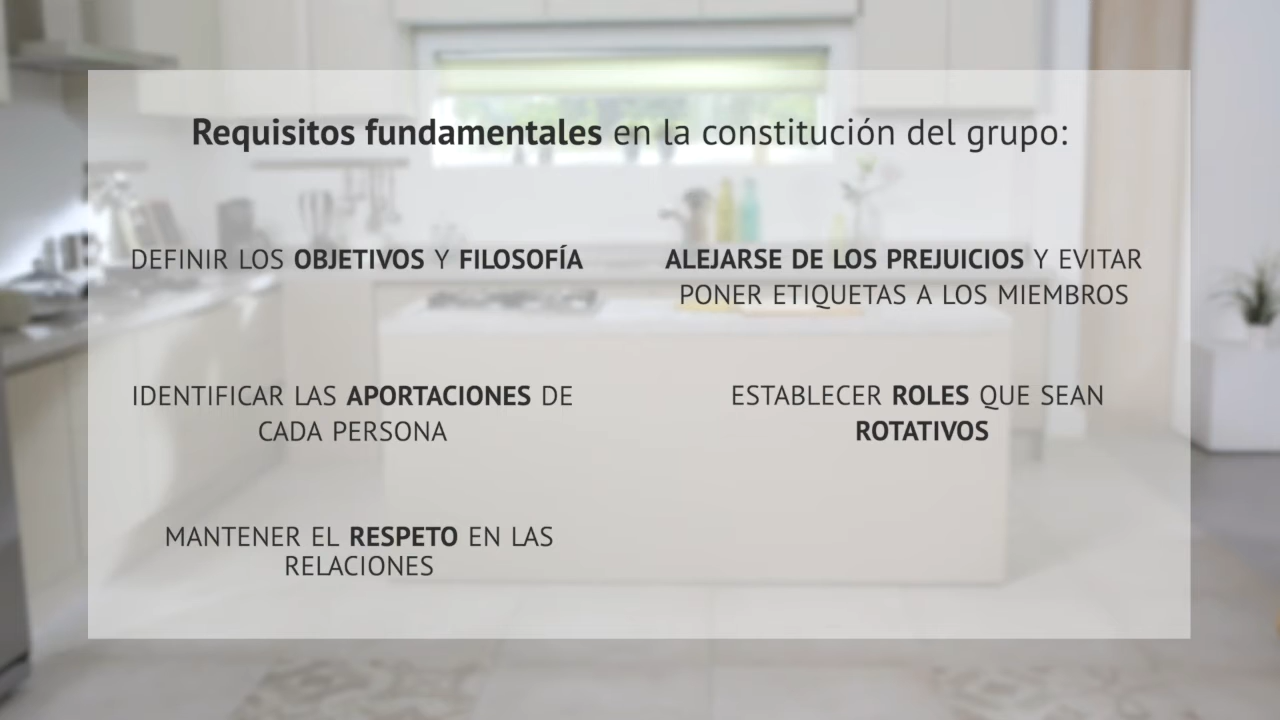 Requisitos fundamentales en la constitución del grupo:
DEFINIR LOS OBJETIVOS Y FILOSOFÍA
ALEJARSE DE LOS PREJUICIOS Y EVITAR
PONER ETIQUETAS A LOS MIEMBROS
IDENTIFICAR LAS APORTACIONES DE
CADA PERSONA
ESTABLECER ROLES QUE SEAN
ROTATIVOS
MANTENER EL RESPETO EN LAS
RELACIONES